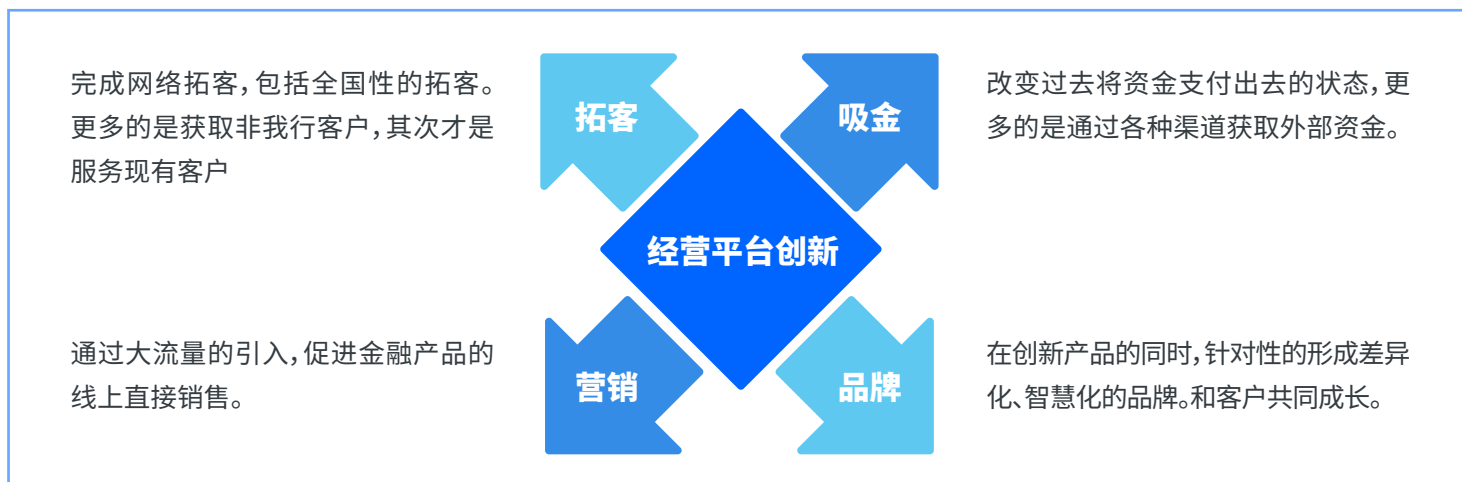 完成网络拓客，包括全国性的拓客。
更多的是获取非我行客户，其次才是
服务现有客户
拓客
吸金
改变过去将资金支付出去的状态，更
多的是通过各种渠道获取外部资金。
经营平台创新
通过大流量的引入，促进金融产品的
线上直接销售。
营销
品牌
在创新产品的同时，针对性的形成差异
化、智慧化的品牌。和客户共同成长。